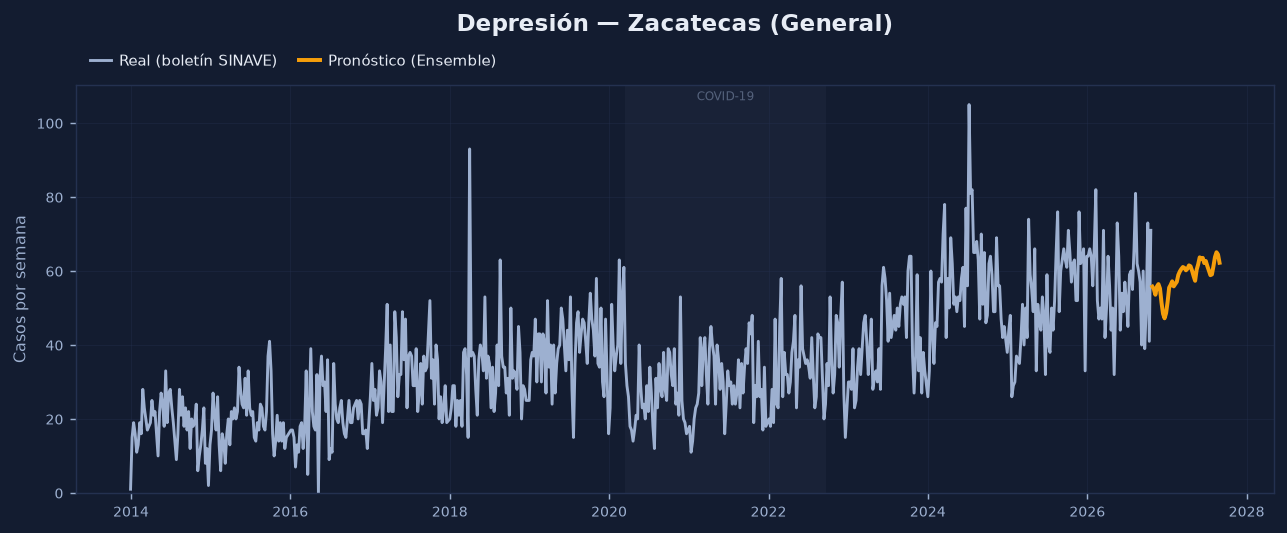 Depresión — Zacatecas (General)
Real (boletín SINAVE)
Pronóstico (Ensemble)
COVID-19
Casos por semana
100
80
60
40
20
0
2014
2016
2018
2020
2022
2024
2026
2028